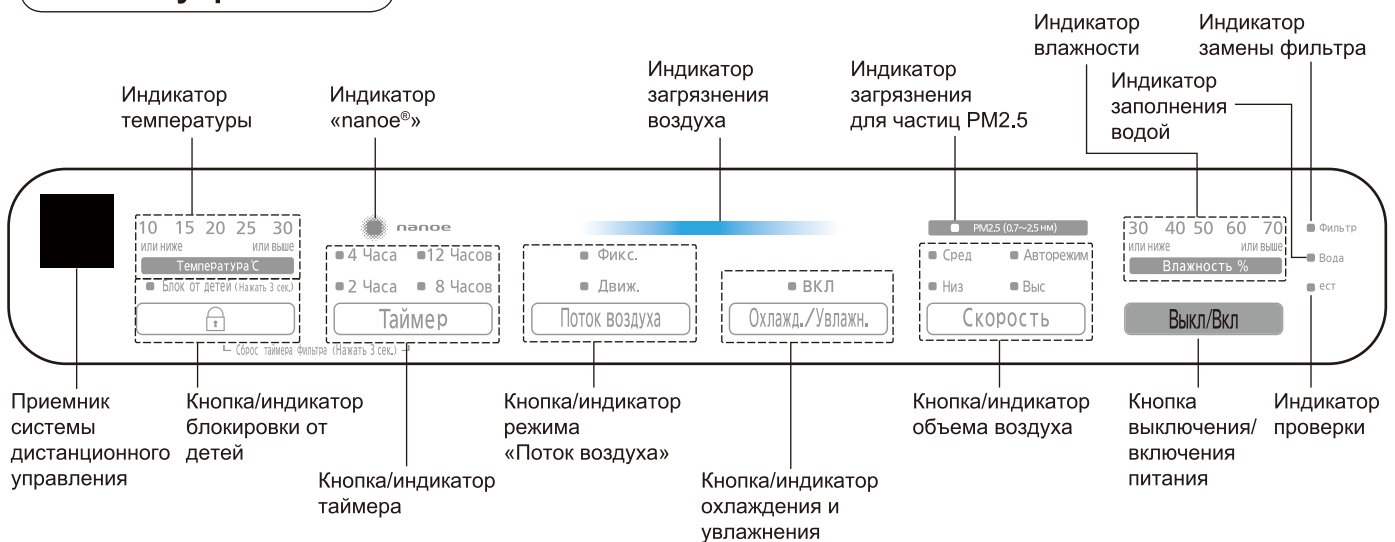 Индикатор
влажности
Индикатор
замены фильтра
Индикатор
температуры
Индикатор
«nanoe®»
Индикатор
загрязнения
воздуха
Индикатор
загрязнения
для частиц PM2.5
Индикатор
заполнения
водой
10 15 20 25 30
или ниже или выше
Температура℃
Блок от детей (Нажать 3 сек.)
nanoe
4 Часа 12 Часов
2 Часа 8 Часов
Таймер
Сброс таймера Фильтра (Нажать 3 сек.)
Фикс.
Движ.
Поток воздуха
ВКЛ
Охлажд./Увлажн.
PM2.5 (0.7~2.5 нм)
Сред Авторежим
Низ Выс
Скорость
30 40 50 60 70
или ниже или выше
Влажность %
Выкл/Вкл
Фильтр
Вода
ест
Приемник
системы
дистанционного
управления
Кнопка/индикатор
блокировки от
детей
Кнопка/индикатор
таймера
Кнопка/индикатор
режима
«Поток воздуха»
Кнопка/индикатор
охлаждения и
увлажнения
Кнопка/индикатор
объема воздуха
Кнопка
выключения/
включения
питания
Индикатор
проверки